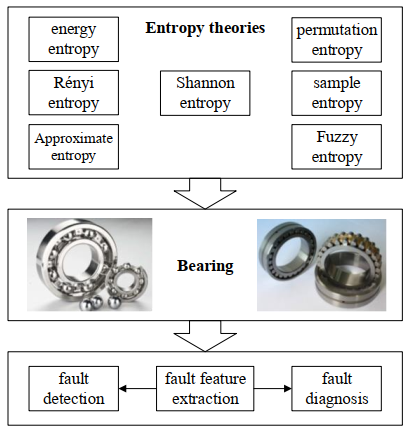 energy
entropy
Entropy theories
permutation
entropy
Rényi
entropy
Shannon
entropy
sample
entropy
Approximate
entropy
Fuzzy
entropy
Bearing
fault
detection
fault feature
extraction
fault
diagnosis